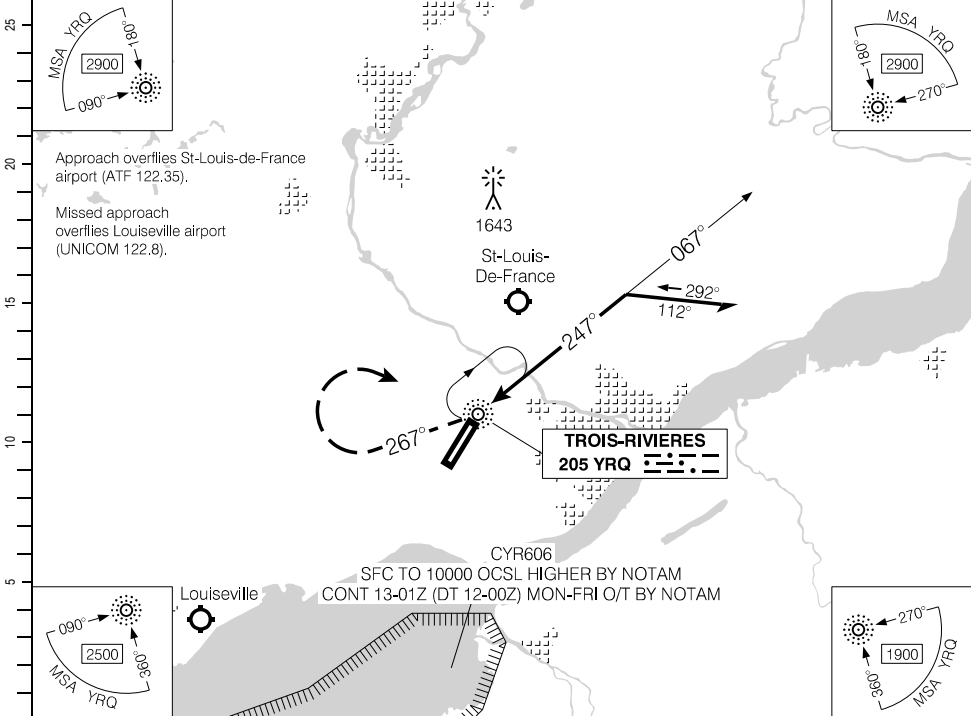 25
20
15
10
5
MSA YRQ
180°
2900
090°
MSA YRQ
180°
2900
270°
Approach overflies St-Louis-de-France
airport (ATF 122.35).
Missed approach
overflies Louiseville airport
(UNICOM 122.8).
1643
St-Louis-
De-France
067°
292°
112°
247°
267°
TROIS-RIVIERES
205 YRQ
CYR606
SFC TO 10000 OCSL HIGHER BY NOTAM
CONT 13-01Z (DT 12-00Z) MON-FRI O/T BY NOTAM
Louiseville
090°
360°
2500
MSA YRQ
270°
360°
1900
MSA YRQ